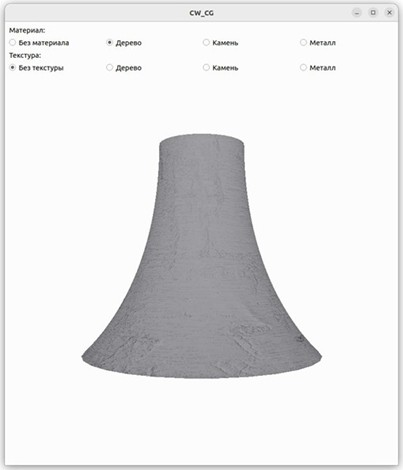 CW_CG
Материал:
Без материала Дерево Камень Металл
Текстура:
Без текстуры Дерево Камень Металл